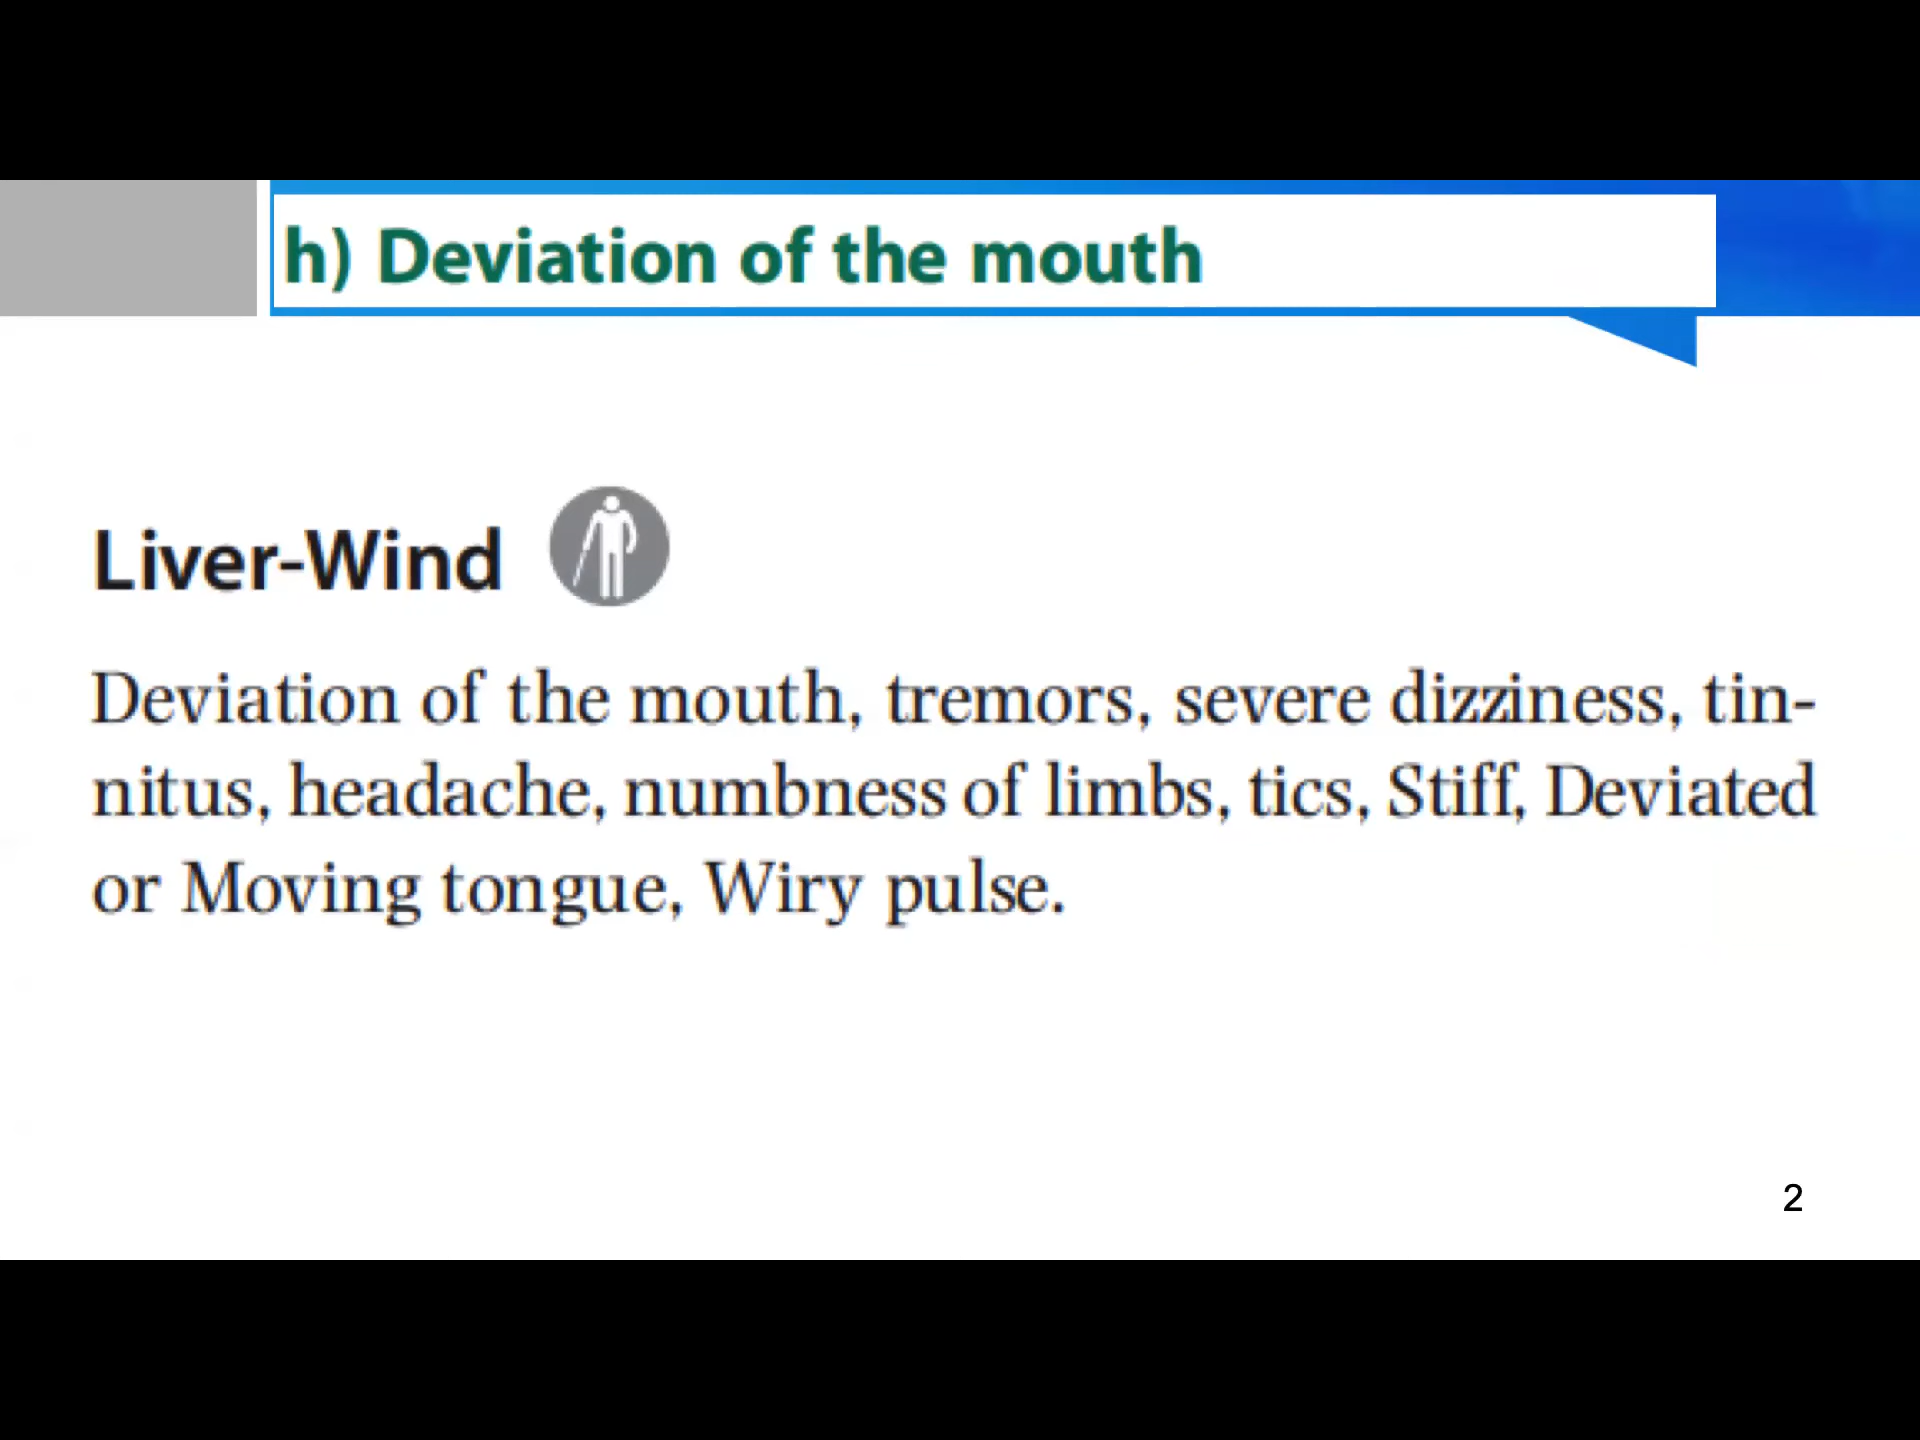 h) Deviation of the mouth
Liver-Wind
Deviation of the mouth, tremors, severe dizziness, tin-
nitus, headache, numbness of limbs, tics, Stiff, Deviated
or Moving tongue, Wiry pulse.
2